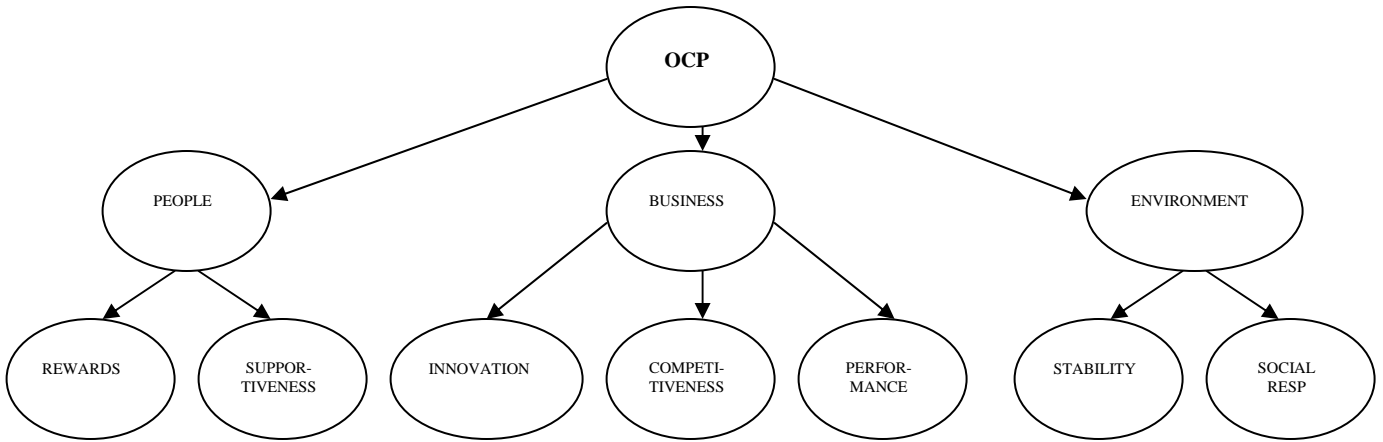 OCP
PEOPLE
BUSINESS
ENVIRONMENT
REWARDS
SUPPOR-
TIVENESS
INNOVATION
COMPETI-
TIVENESS
PERFOR-
MANCE
STABILITY
SOCIAL
RESP